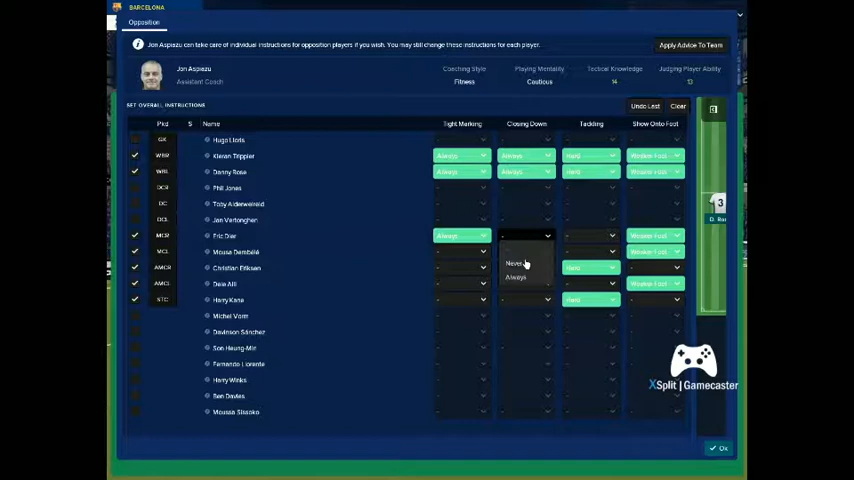 BARCELONA
Opposition
Jon Aspiazu can take care of individual instructions for opposition players if you wish. You may still change these instructions for each player.
Apply Advice To Team
Jon Aspiazu
Assistant Coach
Coaching Style
Fitness
Playing Mentality
Cautious
Tactical Knowledge
14
Judging Player Ability
13
SET OVERALL INSTRUCTIONS
Undo Last
Clear
Pkd S Name Tight Marking Closing Down Tackling Show Onto Foot
GK Hugo Lloris - - - -
WBR Kieran Trippier Always Always Hard Weaker Foot
WBL Danny Rose Always Always Hard Weaker Foot
DCR Phil Jones - - - -
DC Toby Alderweireld - - - -
DCL Jan Vertonghen - - - -
MCR Eric Dier Always - - Weaker Foot
MCL Mousa Dembélé - - Weaker Foot
AMCR Christian Eriksen - Never Hard -
AMCL Dele Alli - Always - Weaker Foot
STC Harry Kane - - Hard -
Michel Vorm - - - -
Davinson Sánchez - - - -
Son Heung-Min - - - -
Fernando Llorente - - - -
Harry Winks - - - -
Ben Davies - - - -
Moussa Sissoko - - - -
3
D. Ros
XSplit | Gamecaster
Ok